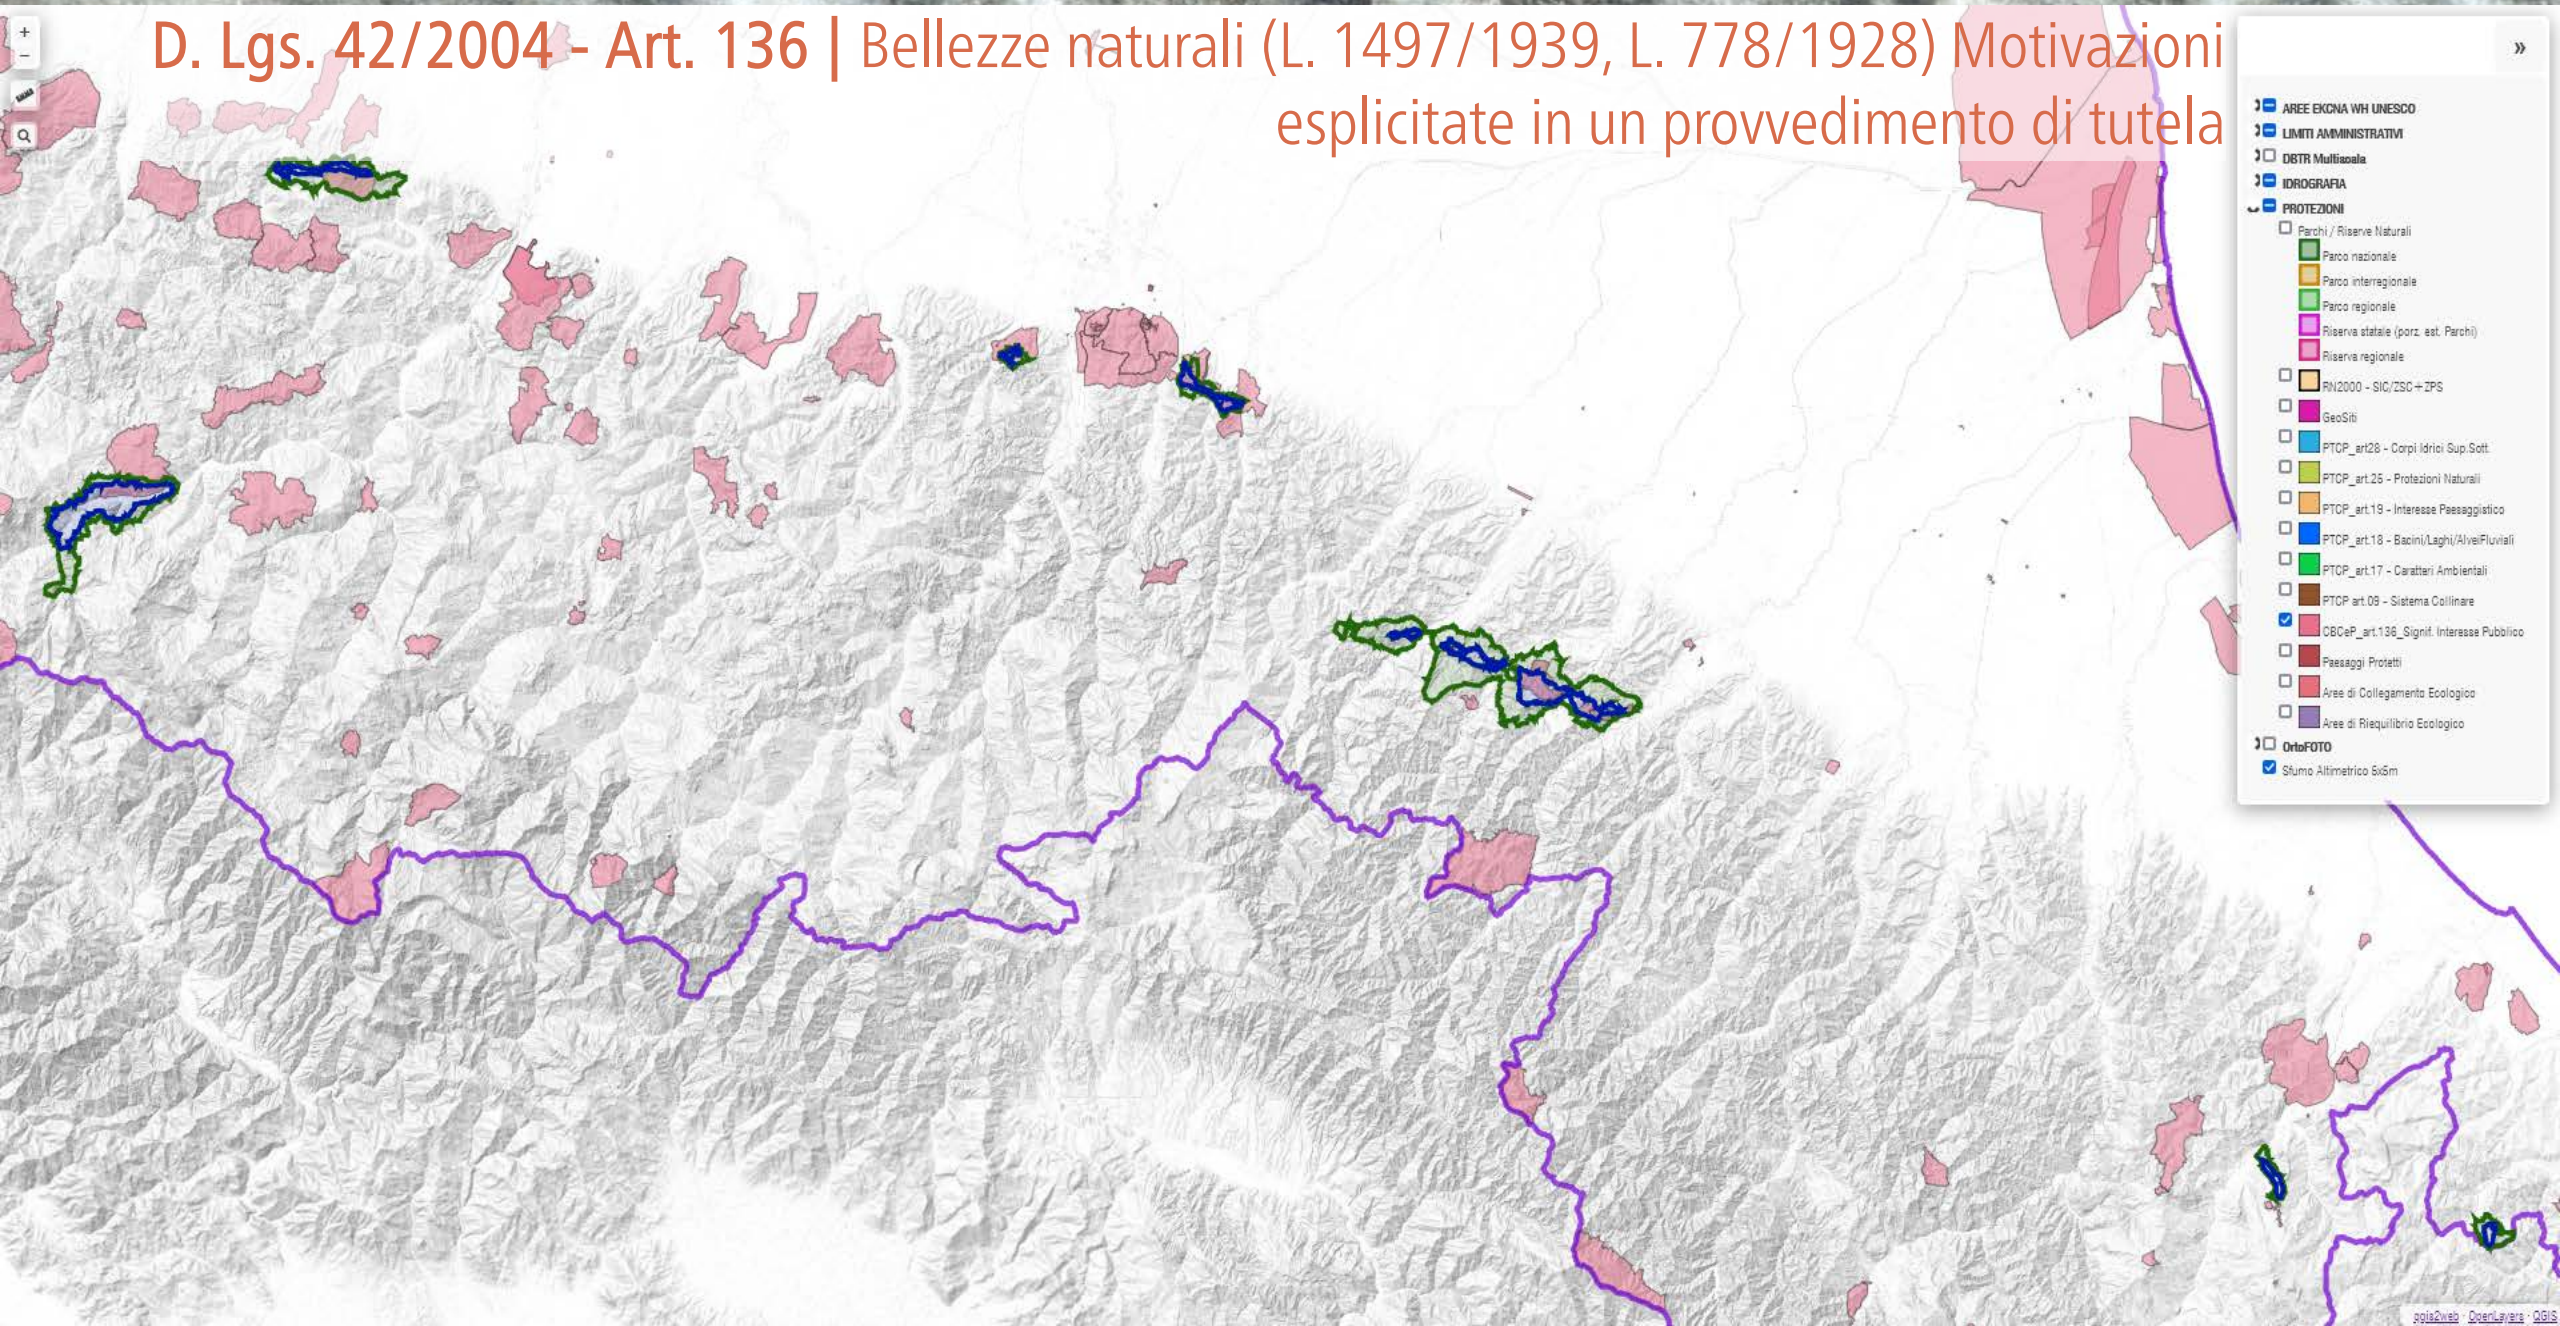 D. Lgs. 42/2004 - Art. 136 | Bellezze naturali (L. 1497/1939, L. 778/1928) Motivazioni
esplicitate in un provvedimento di tutela
+
−
»
AREE EKCNA WH UNESCO
LIMITI AMMINISTRATIVI
DBTR Multiscala
IDROGRAFIA
PROTEZIONI
Parchi / Riserve Naturali
Parco nazionale
Parco interregionale
Parco regionale
Riserva statale (porz. est. Parchi)
Riserva regionale
RN2000 - SIC/ZSC+ZPS
GeoSiti
PTCP_art28 - Corpi Idrici Sup.Sott.
PTCP_art.25 - Protezioni Naturali
PTCP_art.19 - Interesse Paesaggistico
PTCP_art.18 - Bacini/Laghi/AlveiFluviali
PTCP_art.17 - Caratteri Ambientali
PTCP art.09 - Sistema Collinare
CBCeP_art.136_Signif. Interesse Pubblico
Paesaggi Protetti
Aree di Collegamento Ecologico
Aree di Riequilibrio Ecologico
OrtoFOTO
Sfumo Altimetrico 5x5m
qgis2web · OpenLayers · QGIS